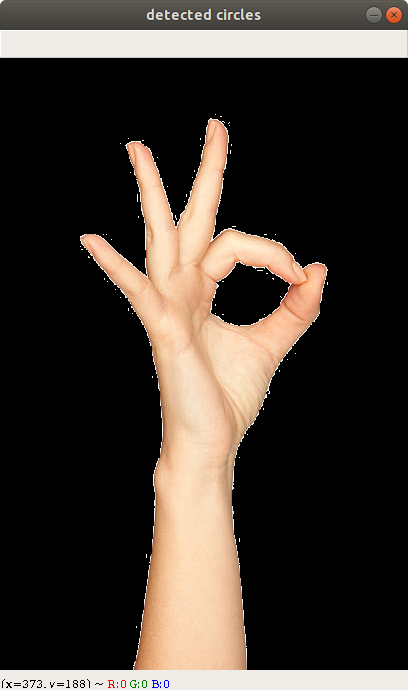 detected circles
(x=373, y=188) ~ R:0 G:0 B:0